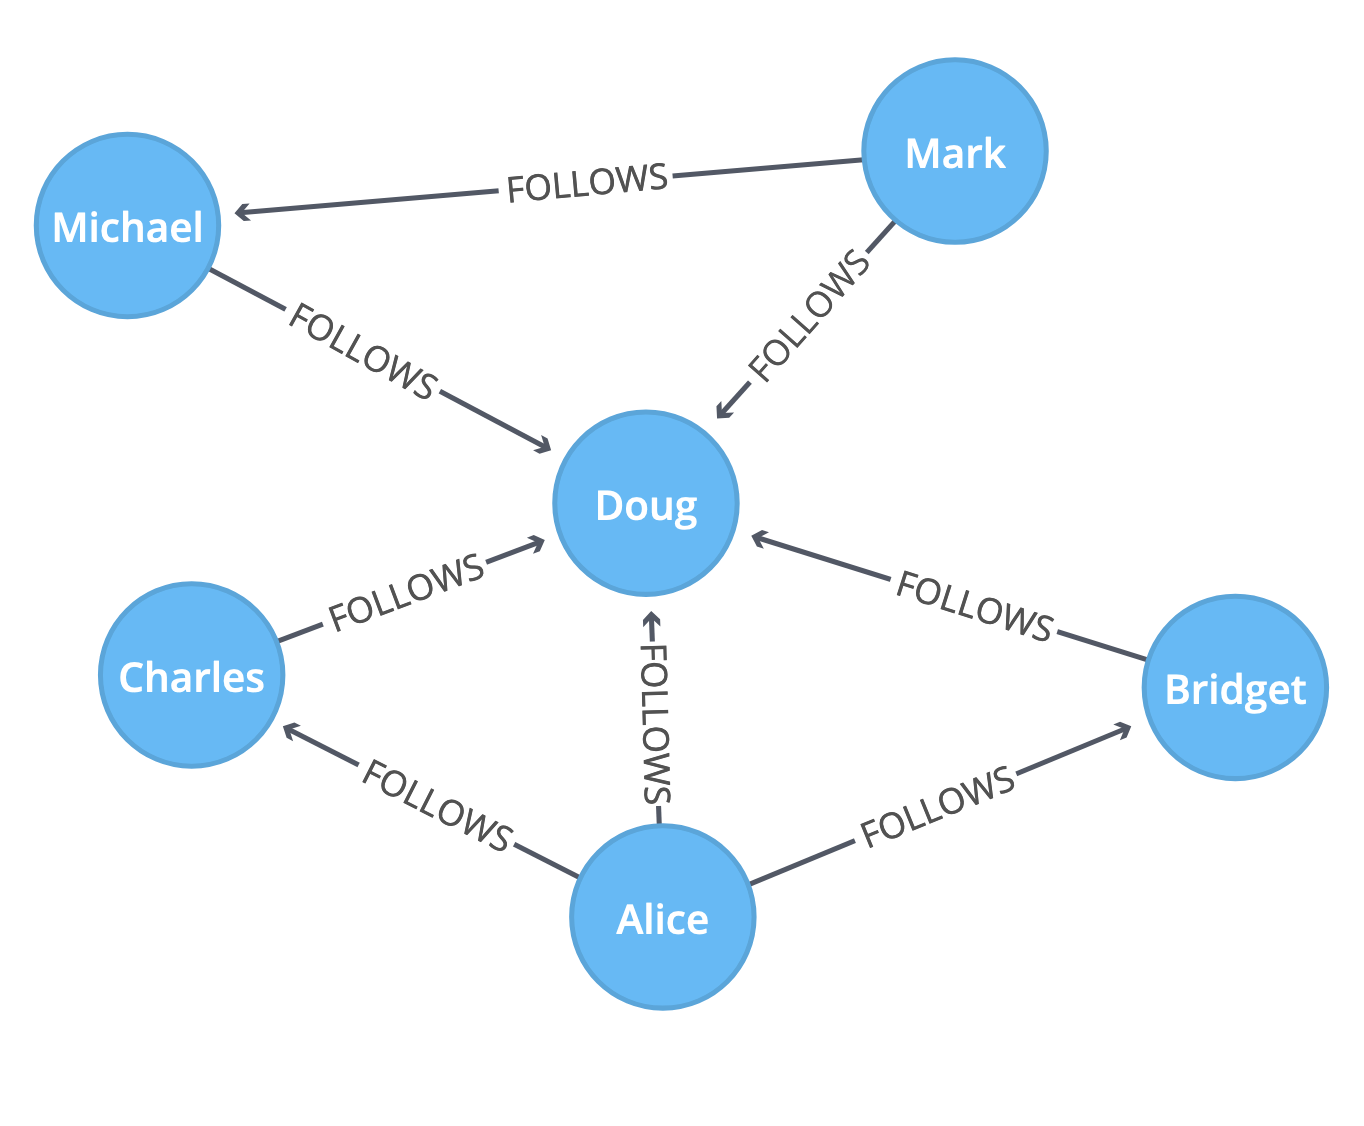 Mark
FOLLOWS
Michael
FOLLOWS
FOLLOWS
Doug
FOLLOWS
FOLLOWS
FOLLOWS
Charles
Bridget
FOLLOWS
FOLLOWS
Alice